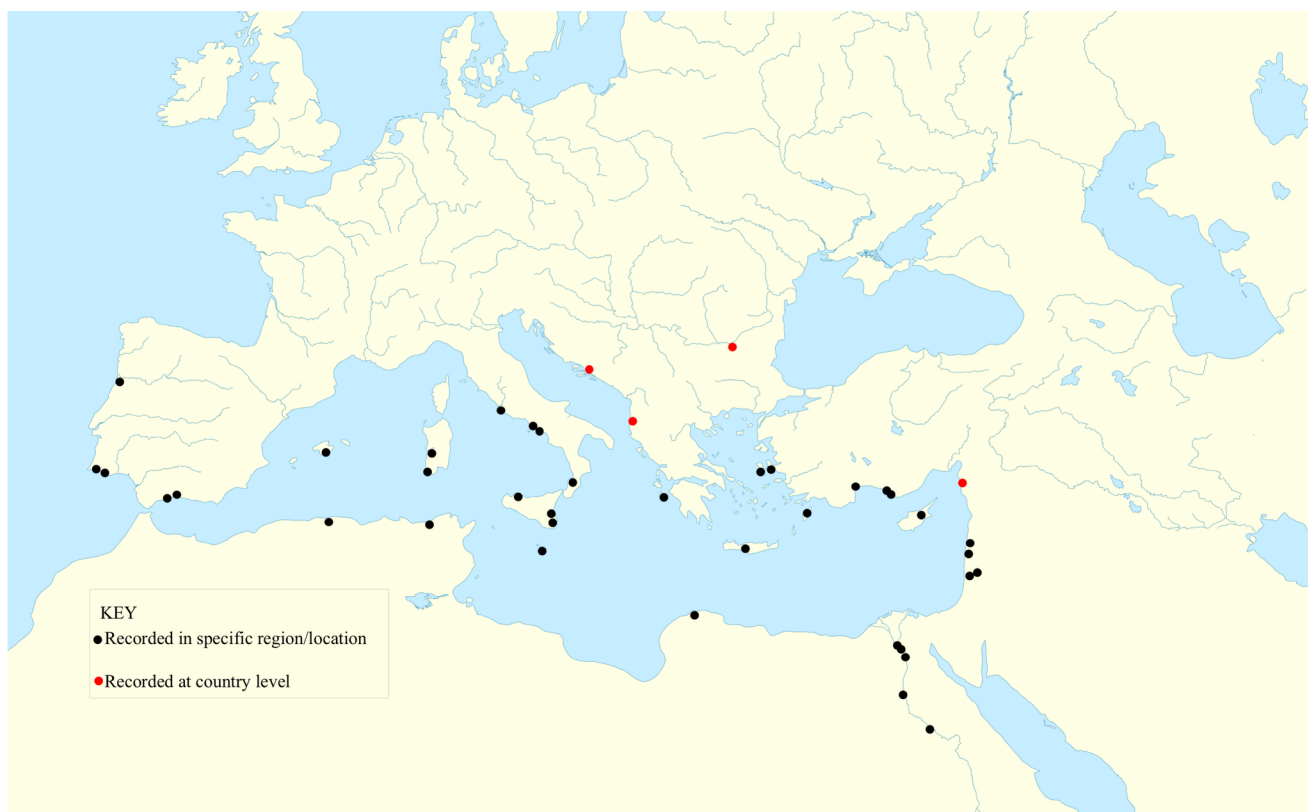 KEY
Recorded in specific region/location
Recorded at country level